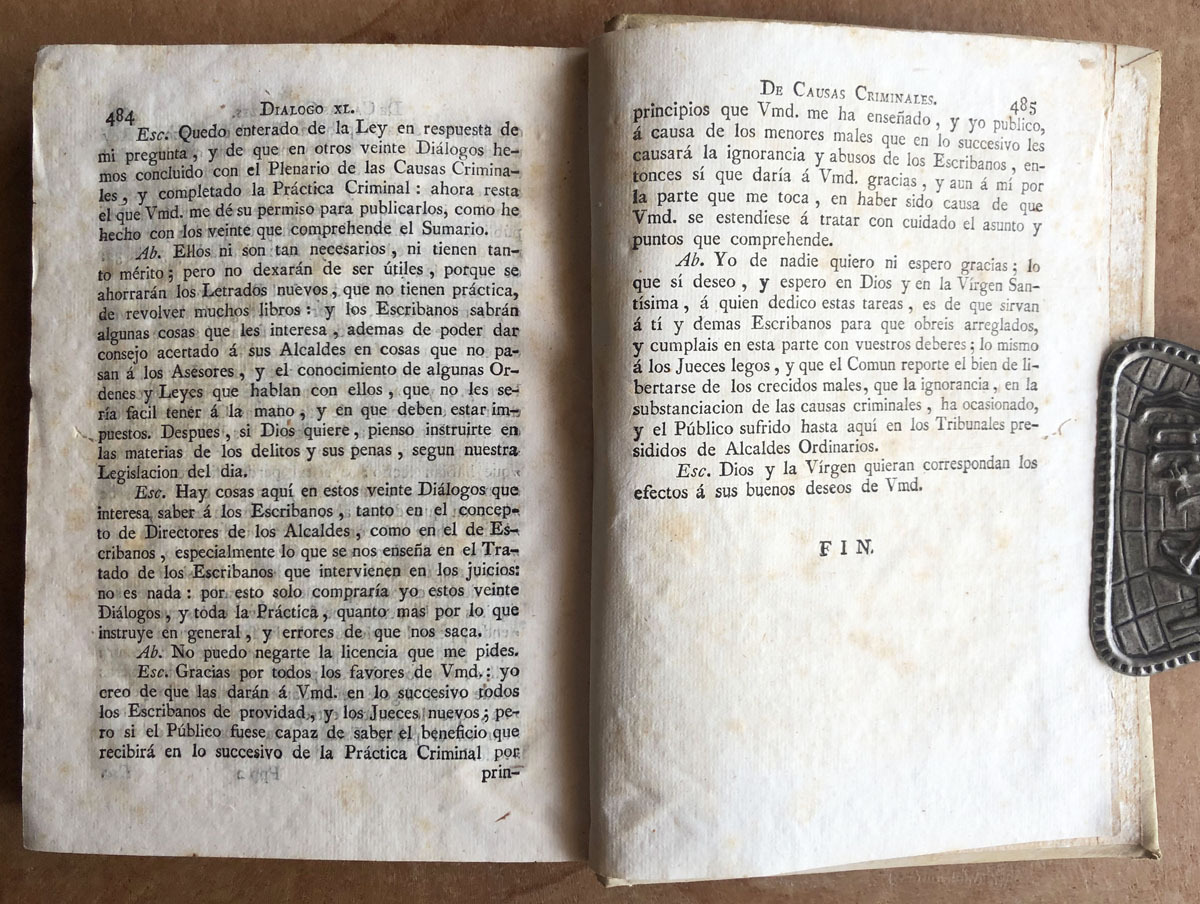 484 DIALOGO XL.
Esc. Quedo enterado de la Ley en respuesta de
mi pregunta, y de que en otros veinte Diálogos he-
mos concluido con el Plenario de las Causas Crimina-
les, y completado la Práctica Criminal: ahora resta
el que Vmd. me dé su permiso para publicarlos, como he
hecho con los veinte que comprehende el Sumario.
Ab. Ellos ni son tan necesarios, ni tienen tan-
to mérito; pero no dexarán de ser útiles, porque se
ahorrarán los Letrados nuevos, que no tienen práctica,
de revolver muchos libros: y los Escribanos sabrán
algunas cosas que les interesa, ademas de poder dar
consejo acertado á sus Alcaldes en cosas que no pa-
san á los Asesores, y el conocimiento de algunas Or-
denes y Leyes que hablan con ellos, que no les se-
ría facil tener á la mano, y en que deben estar im-
puestos. Despues, si Dios quiere, pienso instruirte en
las materias de los delitos y sus penas, segun nuestra
Legislacion del dia.
Esc. Hay cosas aquí en estos veinte Diálogos que
interesa saber á los Escribanos, tanto en el concep-
to de Directores de los Alcaldes, como en el de Es-
cribanos, especialmente lo que se nos enseña en el Tra-
tado de los Escribanos que intervienen en los juicios:
no es nada: por esto solo compraría yo estos veinte
Diálogos, y toda la Práctica, quanto mas por lo que
instruye en general, y errores de que nos saca.
Ab. No puedo negarte la licencia que me pides.
Esc. Gracias por todos los favores de Vmd.: yo
creo de que las darán á Vmd. en lo succesivo todos
los Escribanos de providad, y los Jueces nuevos; pe-
ro si el Público fuese capaz de saber el beneficio que
recibirá en lo succesivo de la Práctica Criminal por
prin-
DE CAUSAS CRIMINALES. 485
principios que Vmd. me ha enseñado, y yo publico,
á causa de los menores males que en lo succesivo les
causará la ignorancia y abusos de los Escribanos, en-
tonces sí que daría á Vmd. gracias, y aun á mí por
la parte que me toca, en haber sido causa de que
Vmd. se estendiese á tratar con cuidado el asunto y
puntos que comprehende.
Ab. Yo de nadie quiero ni espero gracias: lo
que sí deseo, y espero en Dios y en la Vírgen San-
tísima, á quien dedico estas tareas, es de que sirvan
á tí y demas Escribanos para que obreis arreglados,
y cumplais en esta parte con vuestros deberes; lo mismo
á los Jueces legos, y que el Comun reporte el bien de li-
bertarse de los crecidos males, que la ignorancia, en la
substanciacion de las causas criminales, ha ocasionado,
y el Público sufrido hasta aquí en los Tribunales pre-
sididos de Alcaldes Ordinarios.
Esc. Dios y la Vírgen quieran correspondan los
efectos á sus buenos deseos de Vmd.
FIN.